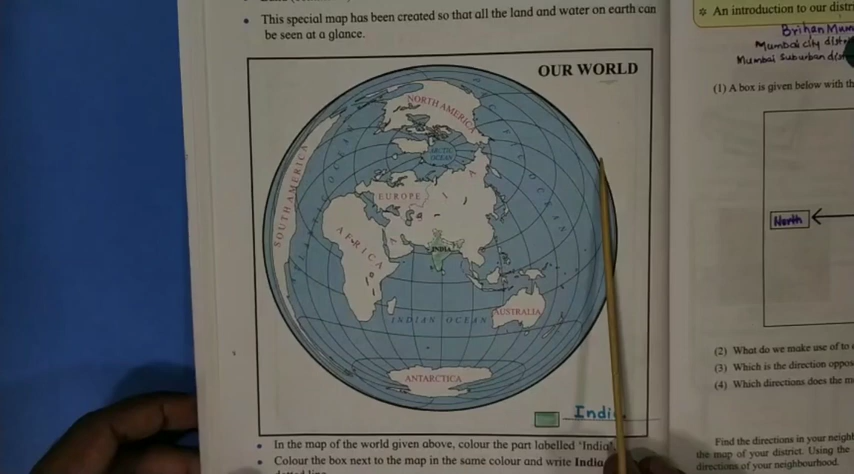 This special map has been created so that all the land and water on earth can
be seen at a glance.
OUR WORLD
NORTH AMERICA
ARCTIC
OCEAN
PACIFIC OCEAN
SOUTH AMERICA
EUROPE
AFRICA
INDIA
INDIAN OCEAN
AUSTRALIA
ANTARCTICA
Indi
In the map of the world given above, colour the part labelled 'India'.
Colour the box next to the map in the same colour and write India
dotted line
An introduction to our distr
Brihan Mum
Mumbai city dist
Mumbai Suburban dis
(1) A box is given below with th
North
(2) What do we make use of to
(3) Which is the direction oppos
(4) Which directions does the m
Find the directions in your neigh
the map of your district. Using the
directions of your neighbourhood.